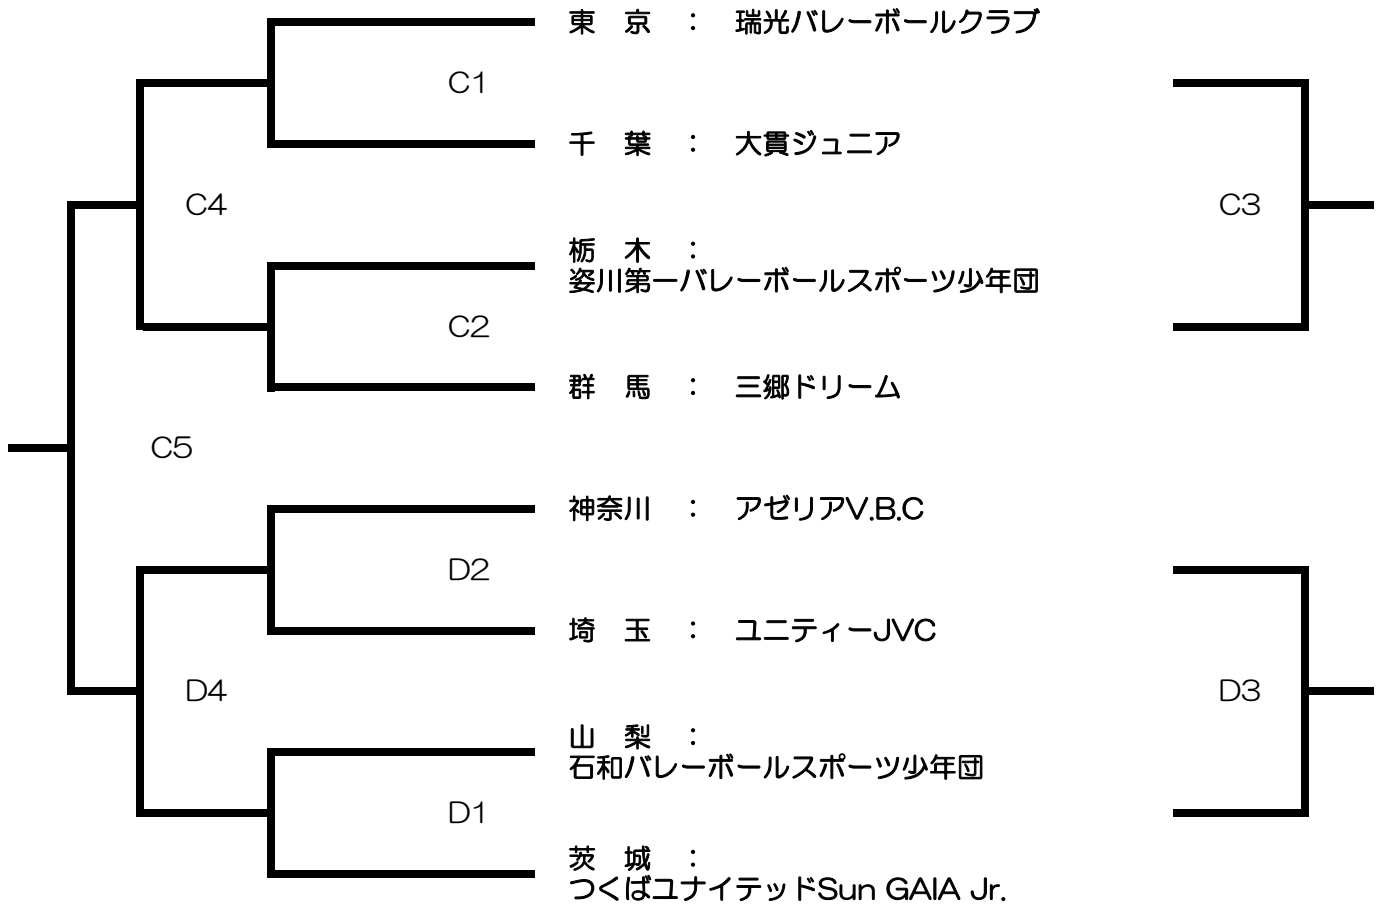 東　京　：　瑞光バレーボールクラブ
C1
千　葉　：　大貫ジュニア
C4
C3
栃　木　：
姿川第一バレーボールスポーツ少年団
C2
群　馬　：　三郷ドリーム
C5
神奈川　：　アゼリアV.B.C
D2
埼　玉　：　ユニティーJVC
D4
D3
山　梨　：
石和バレーボールスポーツ少年団
D1
茨　城　：
つくばユナイテッドSun GAIA Jr.